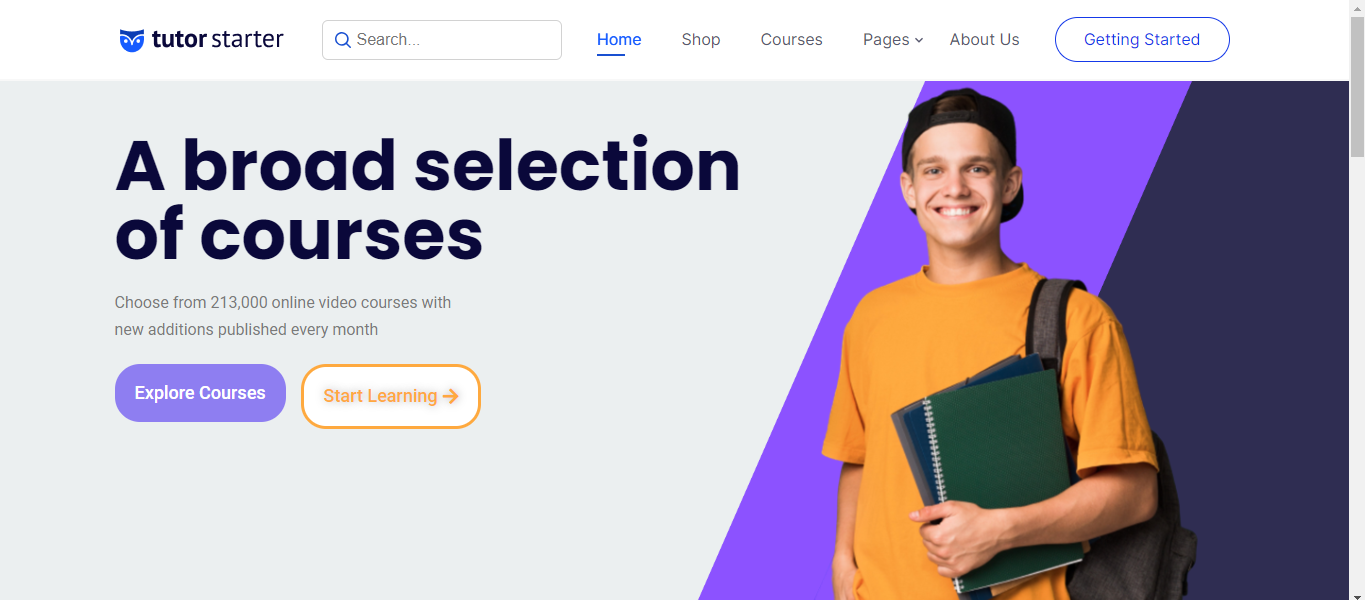 tutor starter
Search...
Home
Shop
Courses
Pages
About Us
Getting Started
A broad selection
of courses
Choose from 213,000 online video courses with
new additions published every month
Explore Courses
Start Learning